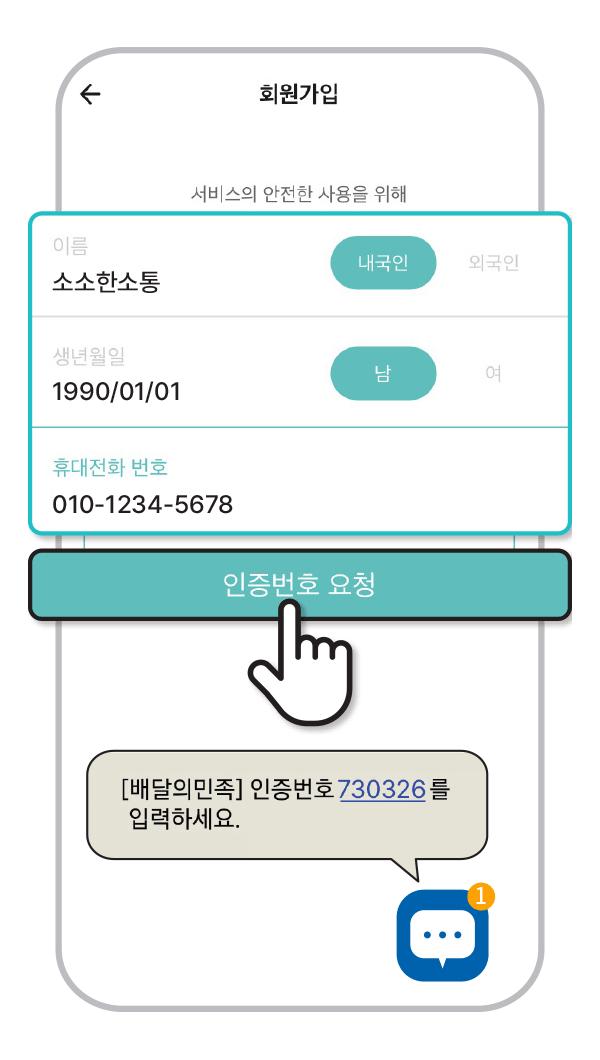 회원가입
서비스의 안전한 사용을 위해
이름
소소한소통
내국인
외국인
생년월일
1990/01/01
남
여
휴대전화 번호
010-1234-5678
인증번호 요청
[배달의민족] 인증번호 730326 를
입력하세요.
1